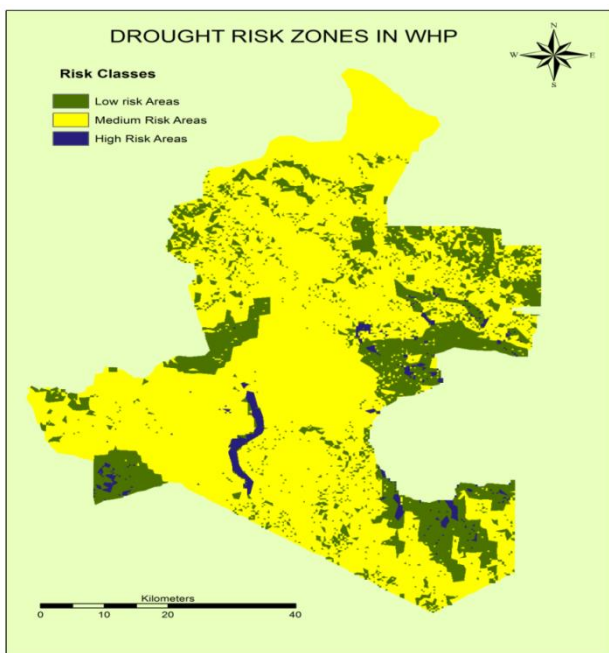 DROUGHT RISK ZONES IN WHP
N
W E
S
Risk Classes
Low risk Areas
Medium Risk Areas
High Risk Areas
Kilometers
0 10 20 40